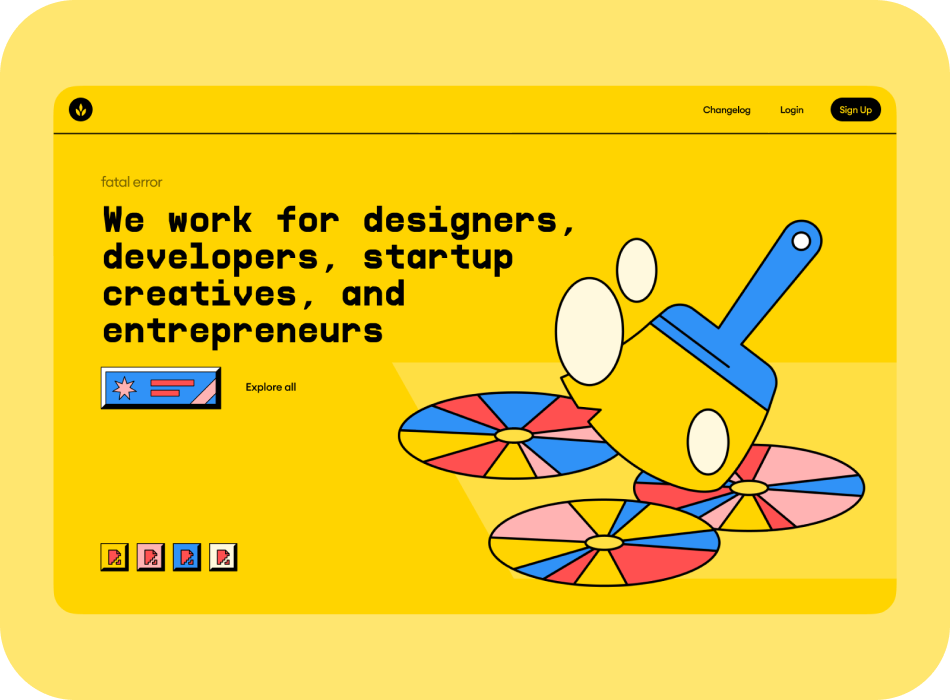 Changelog Login Sign Up
fatal error
We work for designers,
developers, startup
creatives, and
entrepreneurs
Explore all